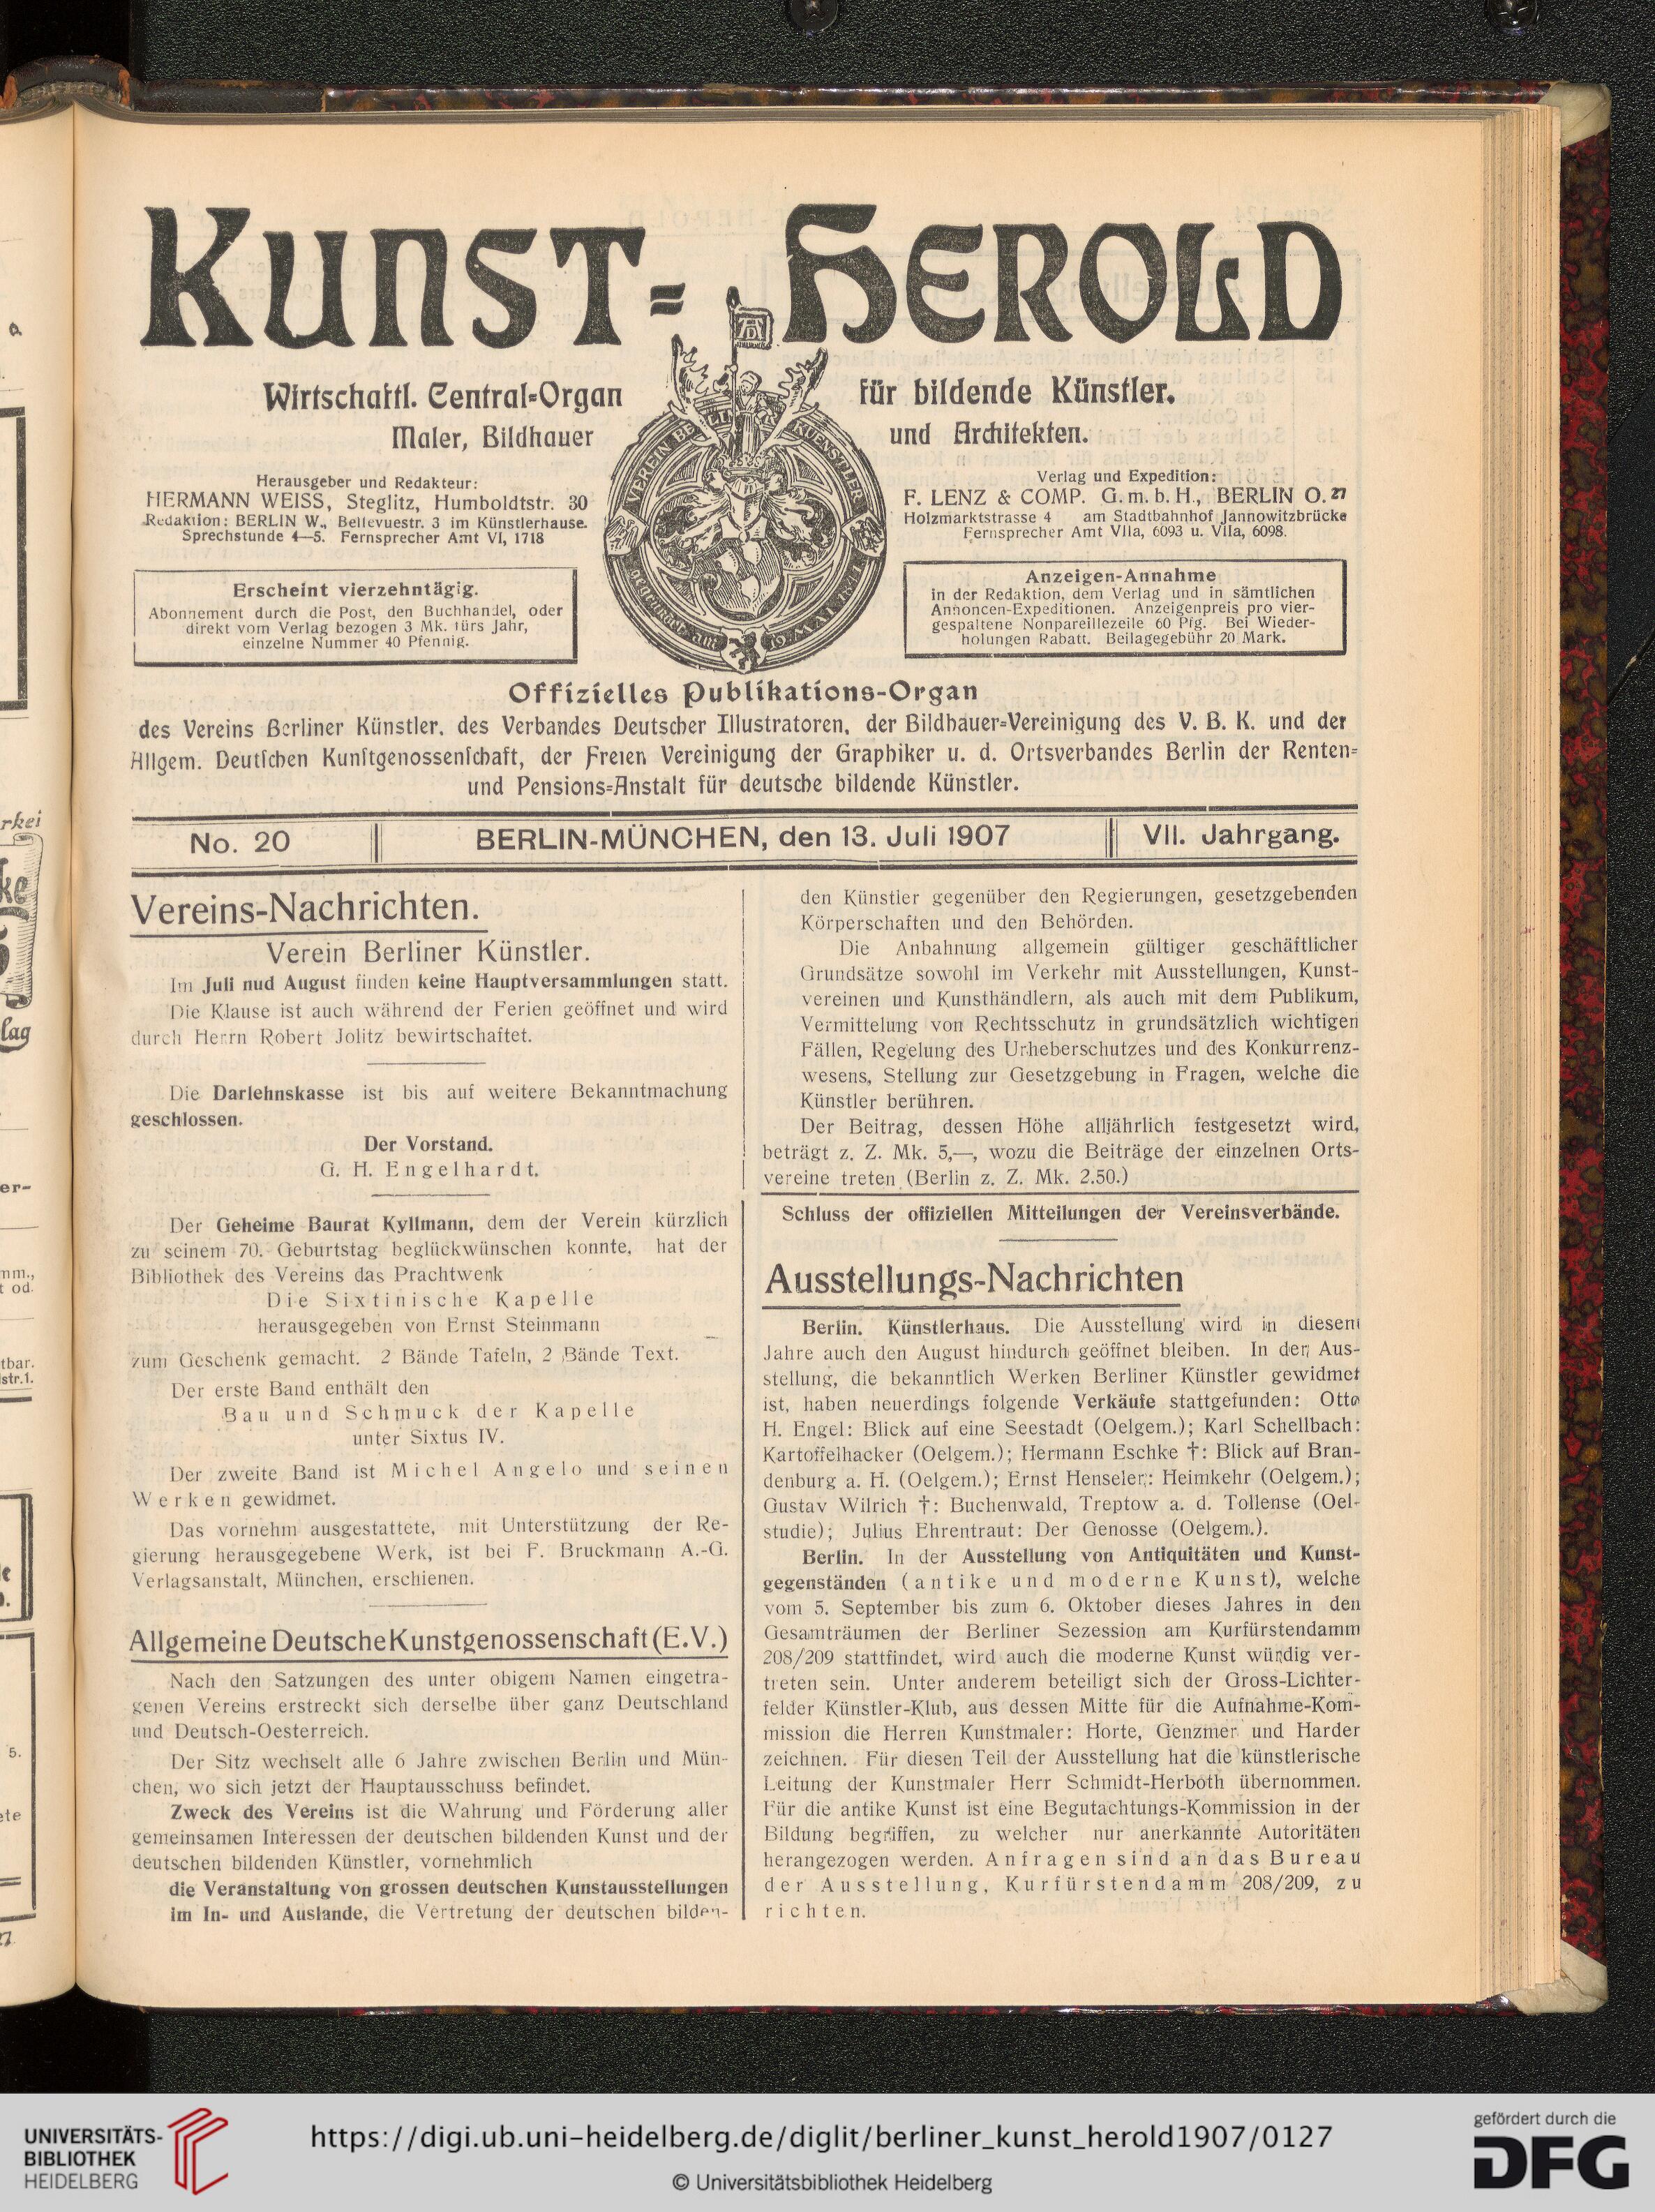 KUNST-HEROLD
Wirtschaftl. Central-Organ
für bildende Künstler.
Maler, Bildhauer
und Architekten.
Herausgeber und Redakteur:
HERMANN WEISS, Steglitz, Humboldtstr. 30
Redaktion: BERLIN W., Bellevuestr. 3 im Künstlerhause.
Sprechstunde 4—5. Fernsprecher Amt VI, 1718
Erscheint vierzehntägig.
Abonnement durch die Post, den Buchhandel, oder
direkt vom Verlag bezogen 3 Mk. fürs Jahr,
einzelne Nummer 40 Pfennig.
VEREIN BERLINER KUENSTLER
GEGRUNDET AM 19. MAI 1841
Verlag und Expedition:
F. LENZ & COMP. G. m. b. H., BERLIN O. 27
Holzmarktstrasse 4 am Stadtbahnhof Jannowitzbrücke
Fernsprecher Amt VIIa, 6093 u. VIIa, 6098.
Anzeigen-Annahme
in der Redaktion, dem Verlag und in sämtlichen
Annoncen-Expeditionen. Anzeigenpreis pro vier-
gespaltene Nonpareillezeile 60 Pfg. Bei Wieder-
holungen Rabatt. Beilagegebühr 20 Mark.
Offizielles Publikations-Organ
des Vereins Berliner Künstler, des Verbandes Deutscher Illustratoren, der Bildhauer-Vereinigung des V. B. K. und der
Allgem. Deutschen Kunstgenossenschaft, der Freien Vereinigung der Graphiker u. d. Ortsverbandes Berlin der Renten-
und Pensions-Anstalt für deutsche bildende Künstler.
No. 20
BERLIN-MÜNCHEN, den 13. Juli 1907
VII. Jahrgang.
Vereins-Nachrichten.
Verein Berliner Künstler.
Im Juli nud August finden keine Hauptversammlungen statt.
Die Klause ist auch während der Ferien geöffnet und wird
durch Herrn Robert Jolitz bewirtschaftet.
Die Darlehnskasse ist bis auf weitere Bekanntmachung
geschlossen.
Der Vorstand.
G. H. Engelhardt.
Der Geheime Baurat Kyllmann, dem der Verein kürzlich
zu seinem 70. Geburtstag beglückwünschen konnte, hat der
Bibliothek des Vereins das Prachtwerk
Die Sixtinische Kapelle
herausgegeben von Ernst Steinmann
zum Geschenk gemacht. 2 Bände Tafeln, 2 Bände Text.
Der erste Band enthält den
Bau und Schmuck der Kapelle
unter Sixtus IV.
Der zweite Band ist Michel Angelo und seinen
Werken gewidmet.
Das vornehm ausgestattete, mit Unterstützung der Re-
gierung herausgegebene Werk, ist bei F. Bruckmann A.-G.
Verlagsanstalt, München, erschienen.
Allgemeine Deutsche Kunstgenossenschaft (E.V.)
Nach den Satzungen des unter obigem Namen eingetra-
genen Vereins erstreckt sich derselbe über ganz Deutschland
und Deutsch-Oesterreich.
Der Sitz wechselt alle 6 Jahre zwischen Berlin und Mün-
chen, wo sich jetzt der Hauptausschuss befindet.
Zweck des Vereins ist die Wahrung und Förderung aller
gemeinsamen Interessen der deutschen bildenden Kunst und der
deutschen bildenden Künstler, vornehmlich
die Veranstaltung von grossen deutschen Kunstausstellungen
im In- und Auslande, die Vertretung der deutschen bilden-
den Künstler gegenüber den Regierungen, gesetzgebenden
Körperschaften und den Behörden.
Die Anbahnung allgemein gültiger geschäftlicher
Grundsätze sowohl im Verkehr mit Ausstellungen, Kunst-
vereinen und Kunsthändlern, als auch mit dem Publikum,
Vermittelung von Rechtsschutz in grundsätzlich wichtigen
Fällen, Regelung des Urheberschutzes und des Konkurrenz-
wesens, Stellung zur Gesetzgebung in Fragen, welche die
Künstler berühren.
Der Beitrag, dessen Höhe alljährlich festgesetzt wird,
beträgt z. Z. Mk. 5,—, wozu die Beiträge der einzelnen Orts-
vereine treten (Berlin z. Z. Mk. 2.50.)
Schluss der offiziellen Mitteilungen der Vereinsverbände.
Ausstellungs-Nachrichten
Berlin. Künstlerhaus. Die Ausstellung wird in diesem
Jahre auch den August hindurch geöffnet bleiben. In der Aus-
stellung, die bekanntlich Werken Berliner Künstler gewidmet
ist, haben neuerdings folgende Verkäufe stattgefunden: Otto
H. Engel: Blick auf eine Seestadt (Oelgem.); Karl Schellbach:
Kartoffelhacker (Oelgem.); Hermann Eschke †: Blick auf Bran-
denburg a. H. (Oelgem.); Ernst Henseler: Heimkehr (Oelgem.);
Gustav Wilrich †: Buchenwald, Treptow a. d. Tollense (Oel-
studie); Julius Ehrentraut: Der Genosse (Oelgem.).
Berlin. In der Ausstellung von Antiquitäten und Kunst-
gegenständen (antike und moderne Kunst), welche
vom 5. September bis zum 6. Oktober dieses Jahres in den
Gesamträumen der Berliner Sezession am Kurfürstendamm
208/209 stattfindet, wird auch die moderne Kunst würdig ver-
treten sein. Unter anderem beteiligt sich der Gross-Lichter-
felder Künstler-Klub, aus dessen Mitte für die Aufnahme-Kom-
mission die Herren Kunstmaler: Horte, Genzmer und Harder
zeichnen. Für diesen Teil der Ausstellung hat die künstlerische
Leitung der Kunstmaler Herr Schmidt-Herboth übernommen.
Für die antike Kunst ist eine Begutachtungs-Kommission in der
Bildung begriffen, zu welcher nur anerkannte Autoritäten
herangezogen werden. Anfragen sind an das Bureau
der Ausstellung, Kurfürstendamm 208/209, zu
richten.
UNIVERSITÄTS-
BIBLIOTHEK
HEIDELBERG
https://digi.ub.uni-heidelberg.de/diglit/berliner_kunst_herold1907/0127
© Universitätsbibliothek Heidelberg
gefördert durch die
DFG